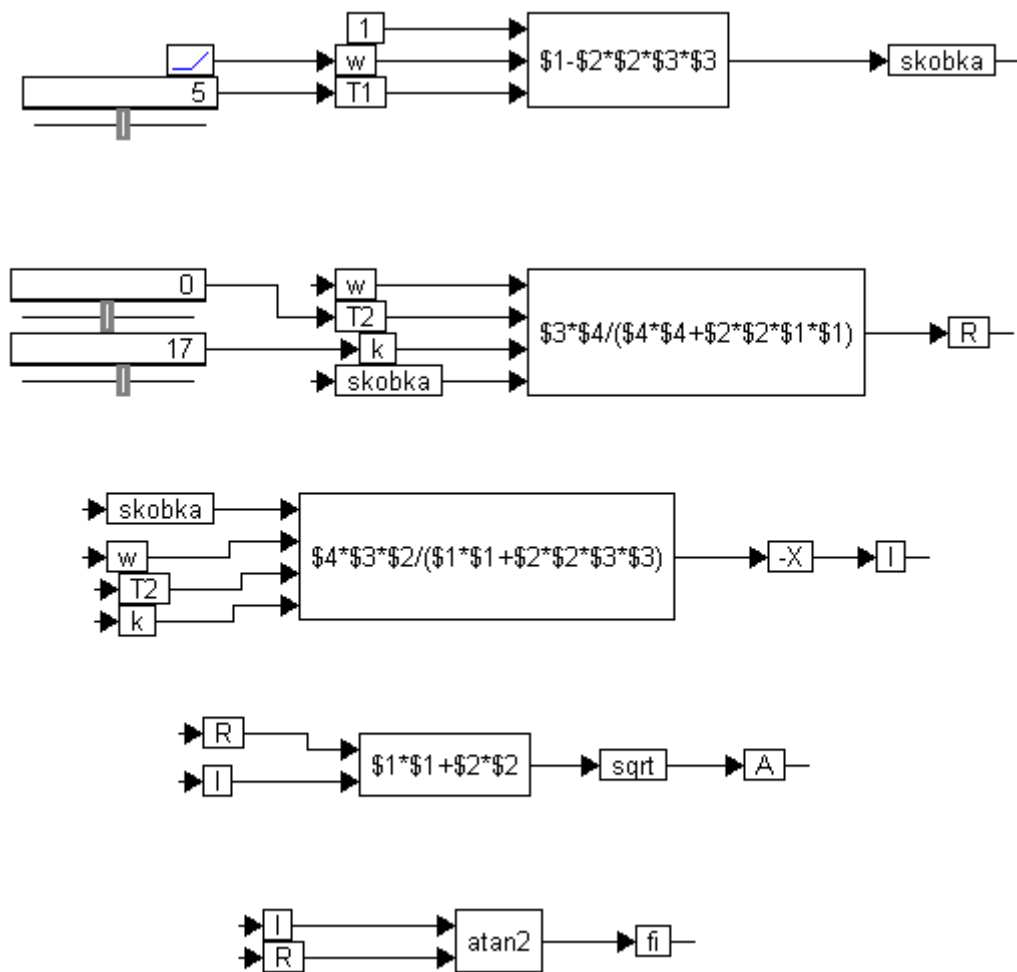 1
w
5
T1
$1-$2*$2*$3*$3
skobka
0
w
T2
17
k
skobka
$3*$4/($4*$4+$2*$2*$1*$1)
R
skobka
w
T2
k
$4*$3*$2/($1*$1+$2*$2*$3*$3)
-X
I
R
I
$1*$1+$2*$2
sqrt
A
I
R
atan2
fi